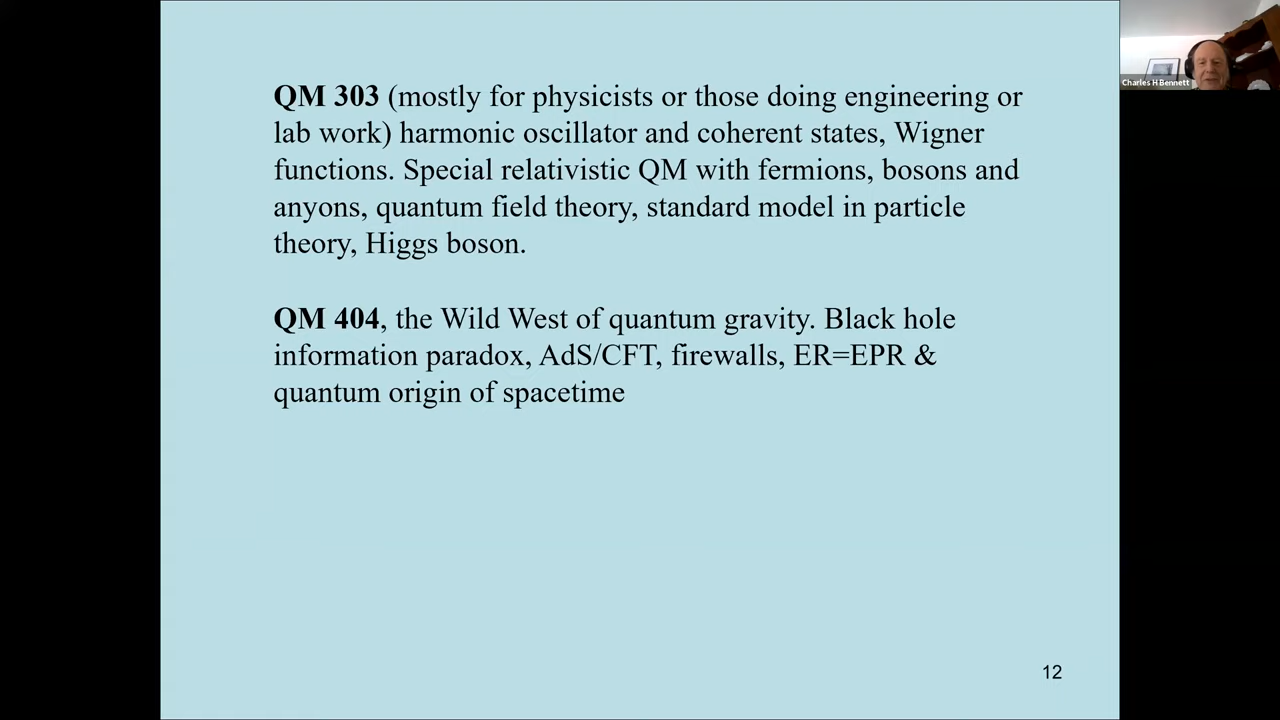 QM 303 (mostly for physicists or those doing engineering or
lab work) harmonic oscillator and coherent states, Wigner
functions. Special relativistic QM with fermions, bosons and
anyons, quantum field theory, standard model in particle
theory, Higgs boson.
QM 404, the Wild West of quantum gravity. Black hole
information paradox, AdS/CFT, firewalls, ER=EPR &
quantum origin of spacetime
12
Charles H Bennett